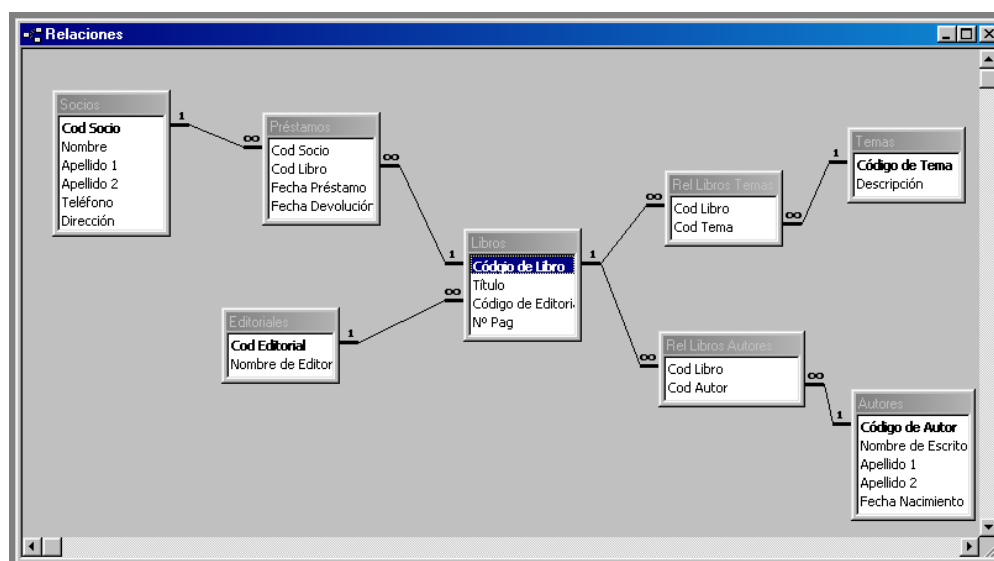 Relaciones
Socios
Cod Socio
Nombre
Apellido 1
Apellido 2
Teléfono
Dirección
1
∞
Préstamos
Cod Socio
Cod Libro
Fecha Préstamo
Fecha Devolución
∞
1
Editoriales
Cod Editorial
Nombre de Editor
1
∞
Libros
Códgio de Libro
Título
Código de Editori
Nº Pag
1
∞
Rel Libros Temas
Cod Libro
Cod Tema
∞
1
Temas
Código de Tema
Descripción
∞
Rel Libros Autores
Cod Libro
Cod Autor
∞
1
Autores
Código de Autor
Nombre de Escrito
Apellido 1
Apellido 2
Fecha Nacimiento